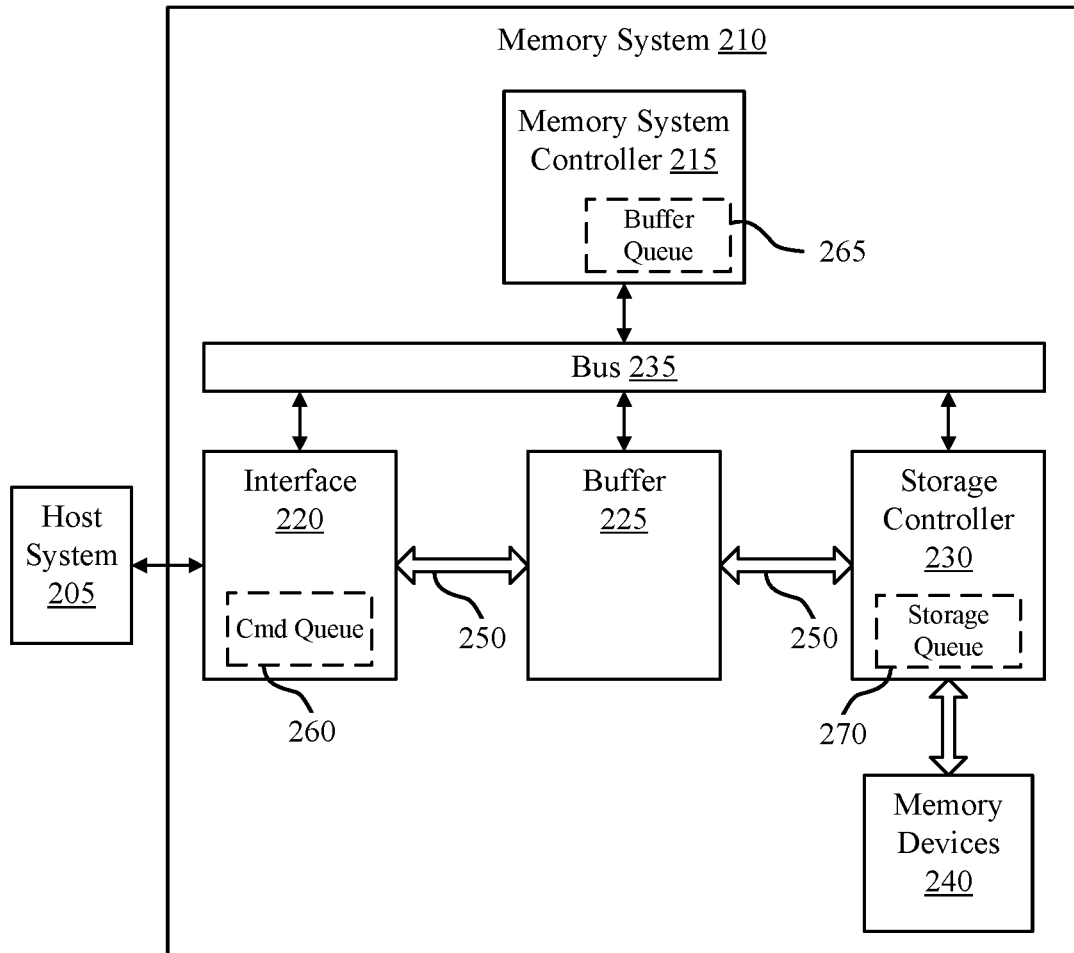 Memory System 210
Memory System
Controller 215
Buffer
Queue
265
Bus 235
Host
System
205
Interface
220
Cmd Queue
260
250
Buffer
225
250
Storage
Controller
230
Storage
Queue
270
Memory
Devices
240